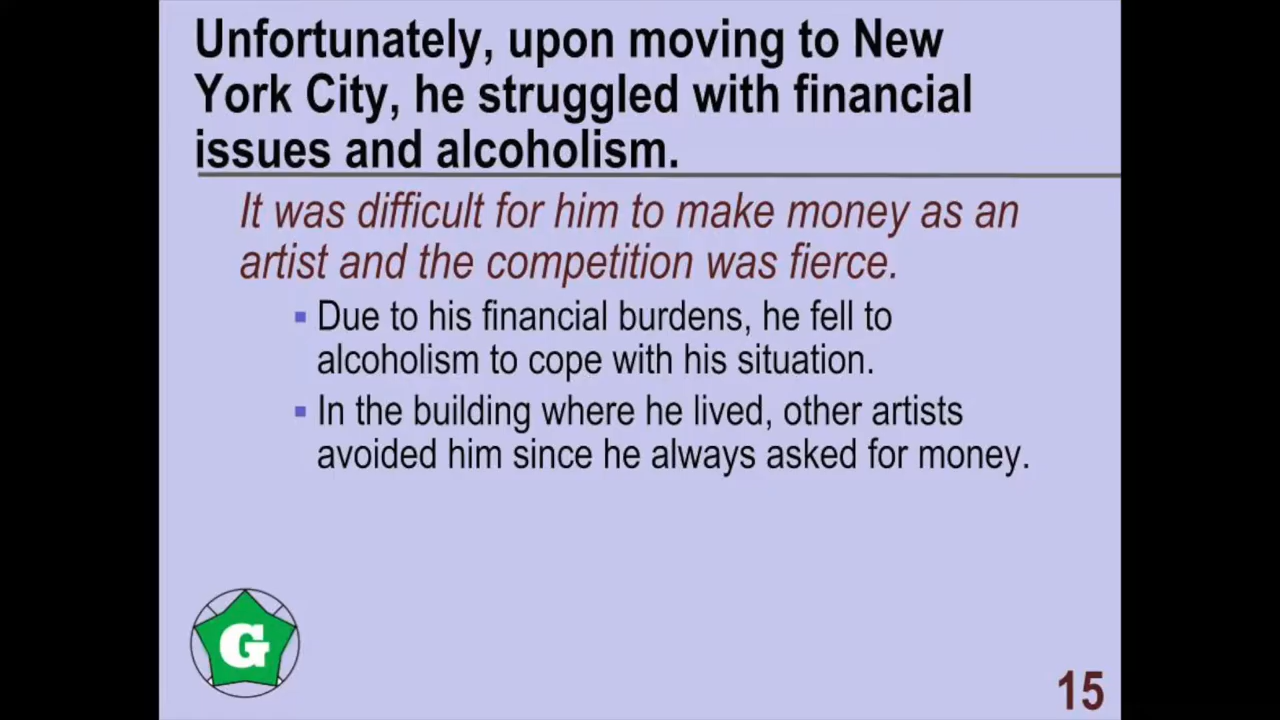 Unfortunately, upon moving to New
York City, he struggled with financial
issues and alcoholism.
It was difficult for him to make money as an
artist and the competition was fierce.
Due to his financial burdens, he fell to
alcoholism to cope with his situation.
In the building where he lived, other artists
avoided him since he always asked for money.
G
15